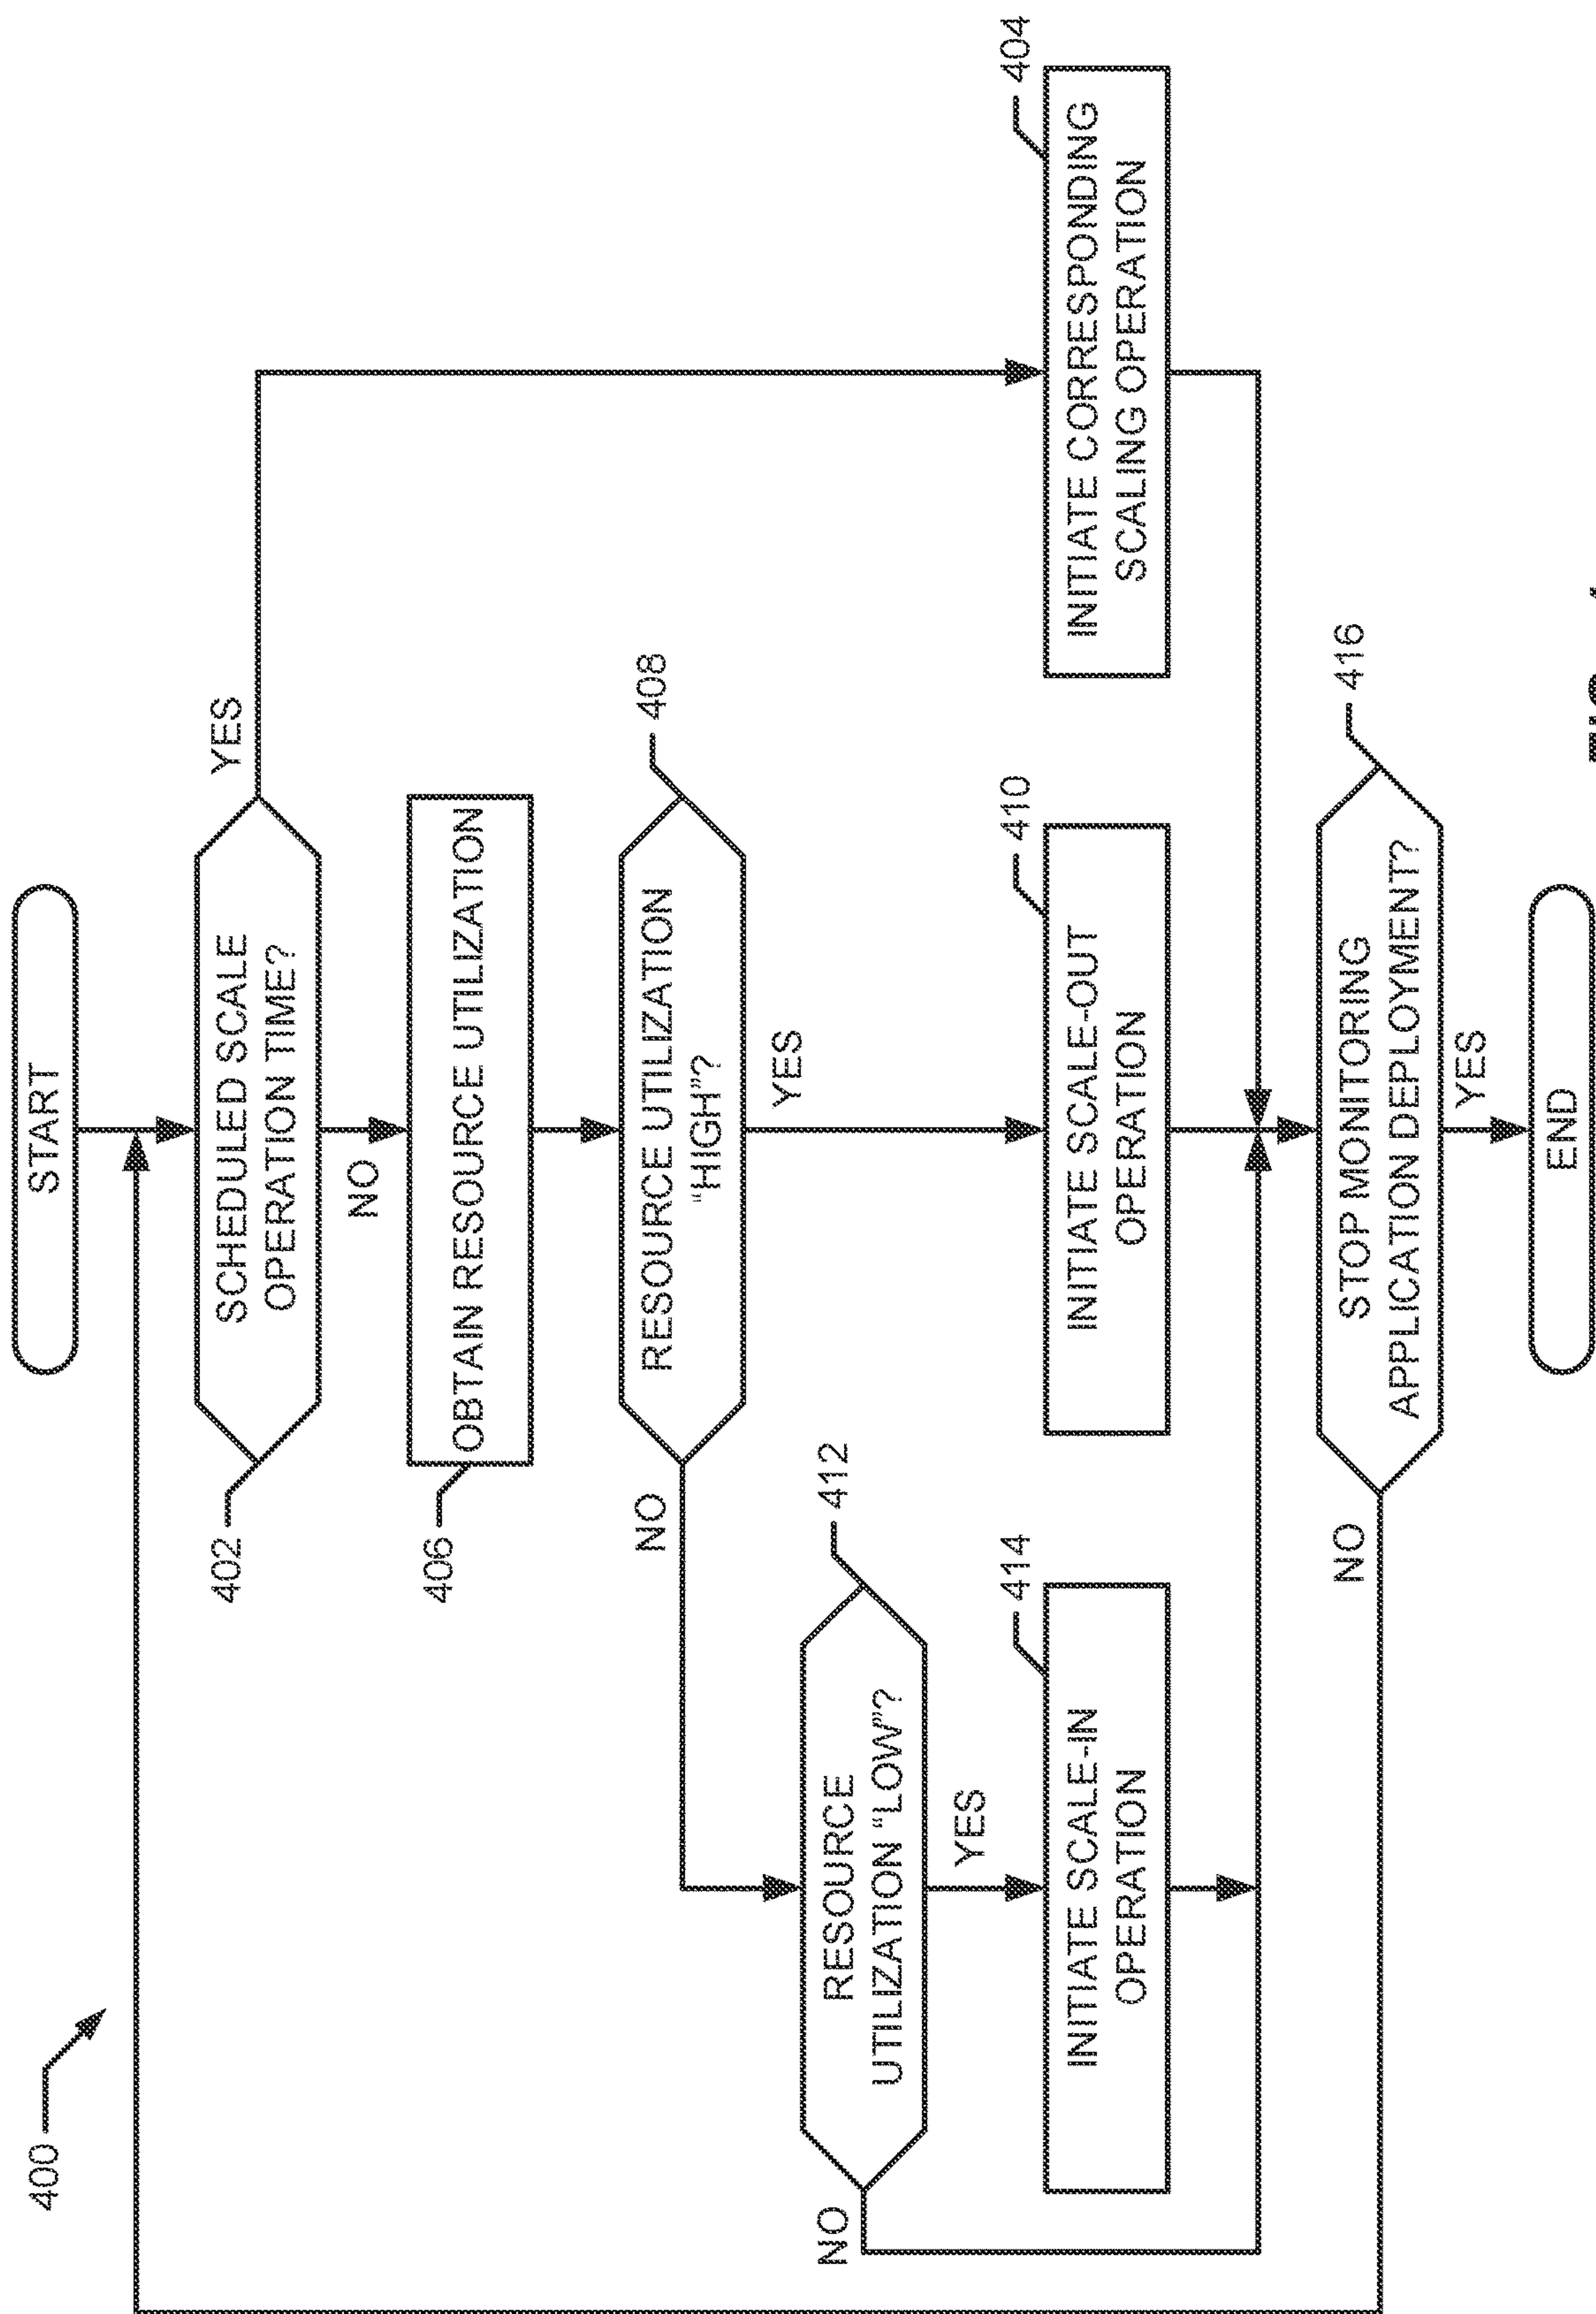 400
START
SCHEDULED SCALE
OPERATION TIME?
402
YES
NO
OBTAIN RESOURCE UTILIZATION
406
RESOURCE UTILIZATION
"HIGH"?
408
NO
YES
RESOURCE
UTILIZATION "LOW"?
412
NO
YES
INITIATE SCALE-IN
OPERATION
414
INITIATE SCALE-OUT
OPERATION
410
INITIATE CORRESPONDING
SCALING OPERATION
404
STOP MONITORING
APPLICATION DEPLOYMENT?
416
NO
YES
END